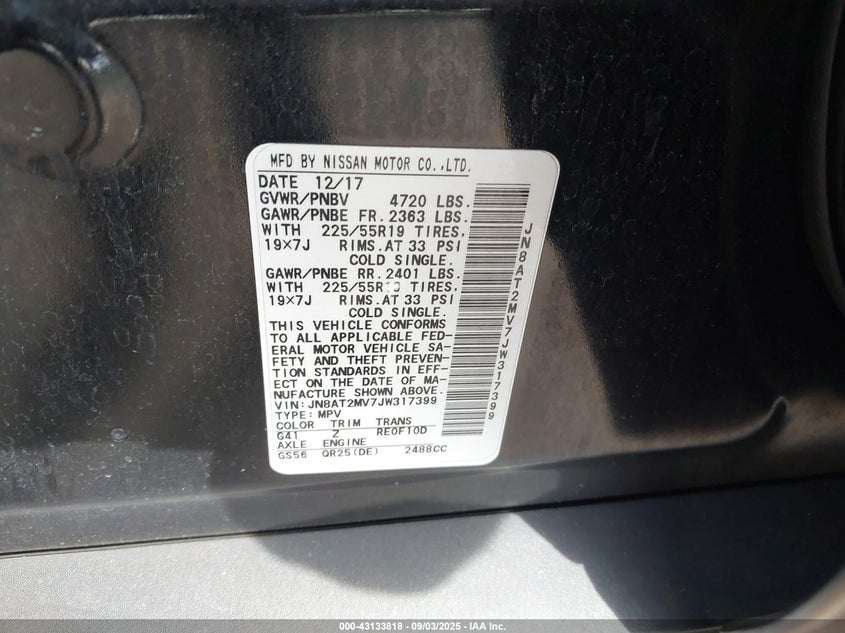 MFD BY NISSAN MOTOR CO.,LTD.
DATE 12/17
GVWR/PNBV 4720 LBS.
GAWR/PNBE FR. 2363 LBS.
WITH 225/55R19 TIRES,
19×7J RIMS. AT 33 PSI
COLD SINGLE.
GAWR/PNBE RR. 2401 LBS.
WITH 225/55R19 TIRES,
19×7J RIMS. AT 33 PSI
COLD SINGLE.
THIS VEHICLE CONFORMS
TO ALL APPLICABLE FED-
ERAL MOTOR VEHICLE SA-
FETY AND THEFT PREVEN-
TION STANDARDS IN EFF-
ECT ON THE DATE OF MA-
NUFACTURE SHOWN ABOVE.
VIN: JN8AT2MV7JW317399
TYPE: MPV
COLOR TRIM TRANS
G41 Z RE0F10D
AXLE ENGINE
GS56 QR25(DE) 2488CC
JN8AT2MV7JW317399
000-43133818 - 09/03/2025 - IAA Inc.